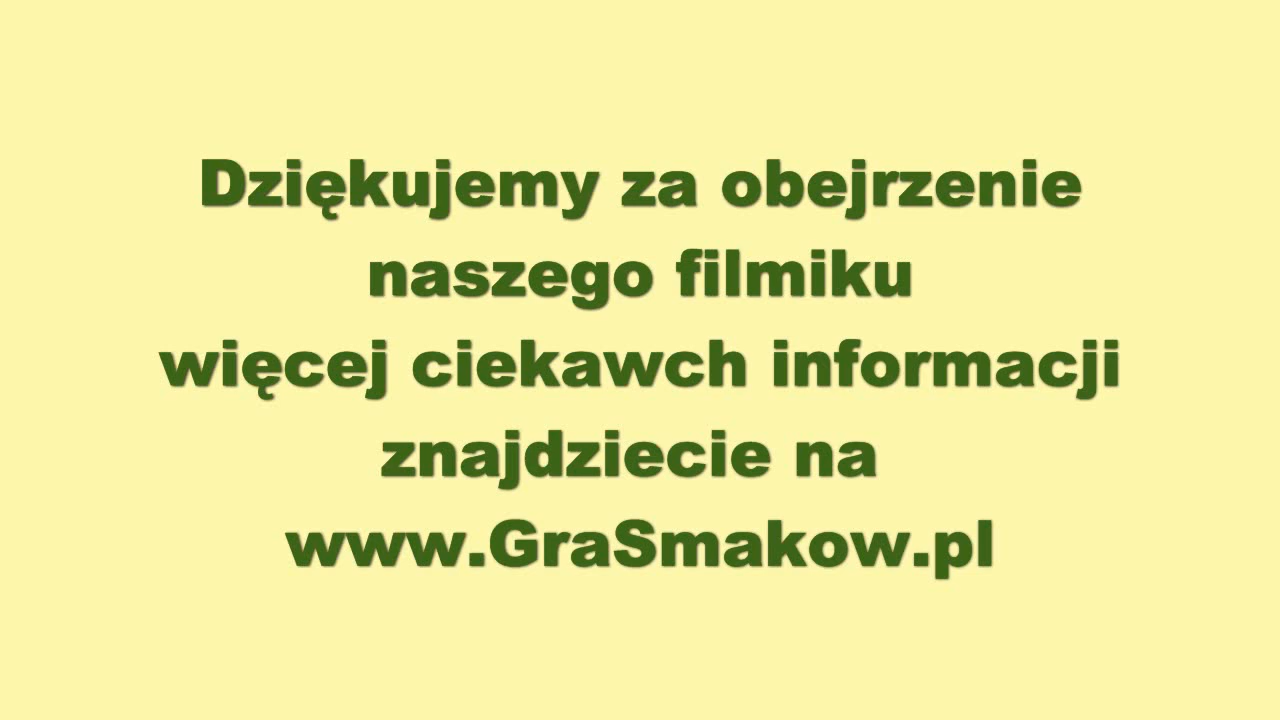 Dziękujemy za obejrzenie
naszego filmiku
więcej ciekawch informacji
znajdziecie na
www.GraSmakow.pl